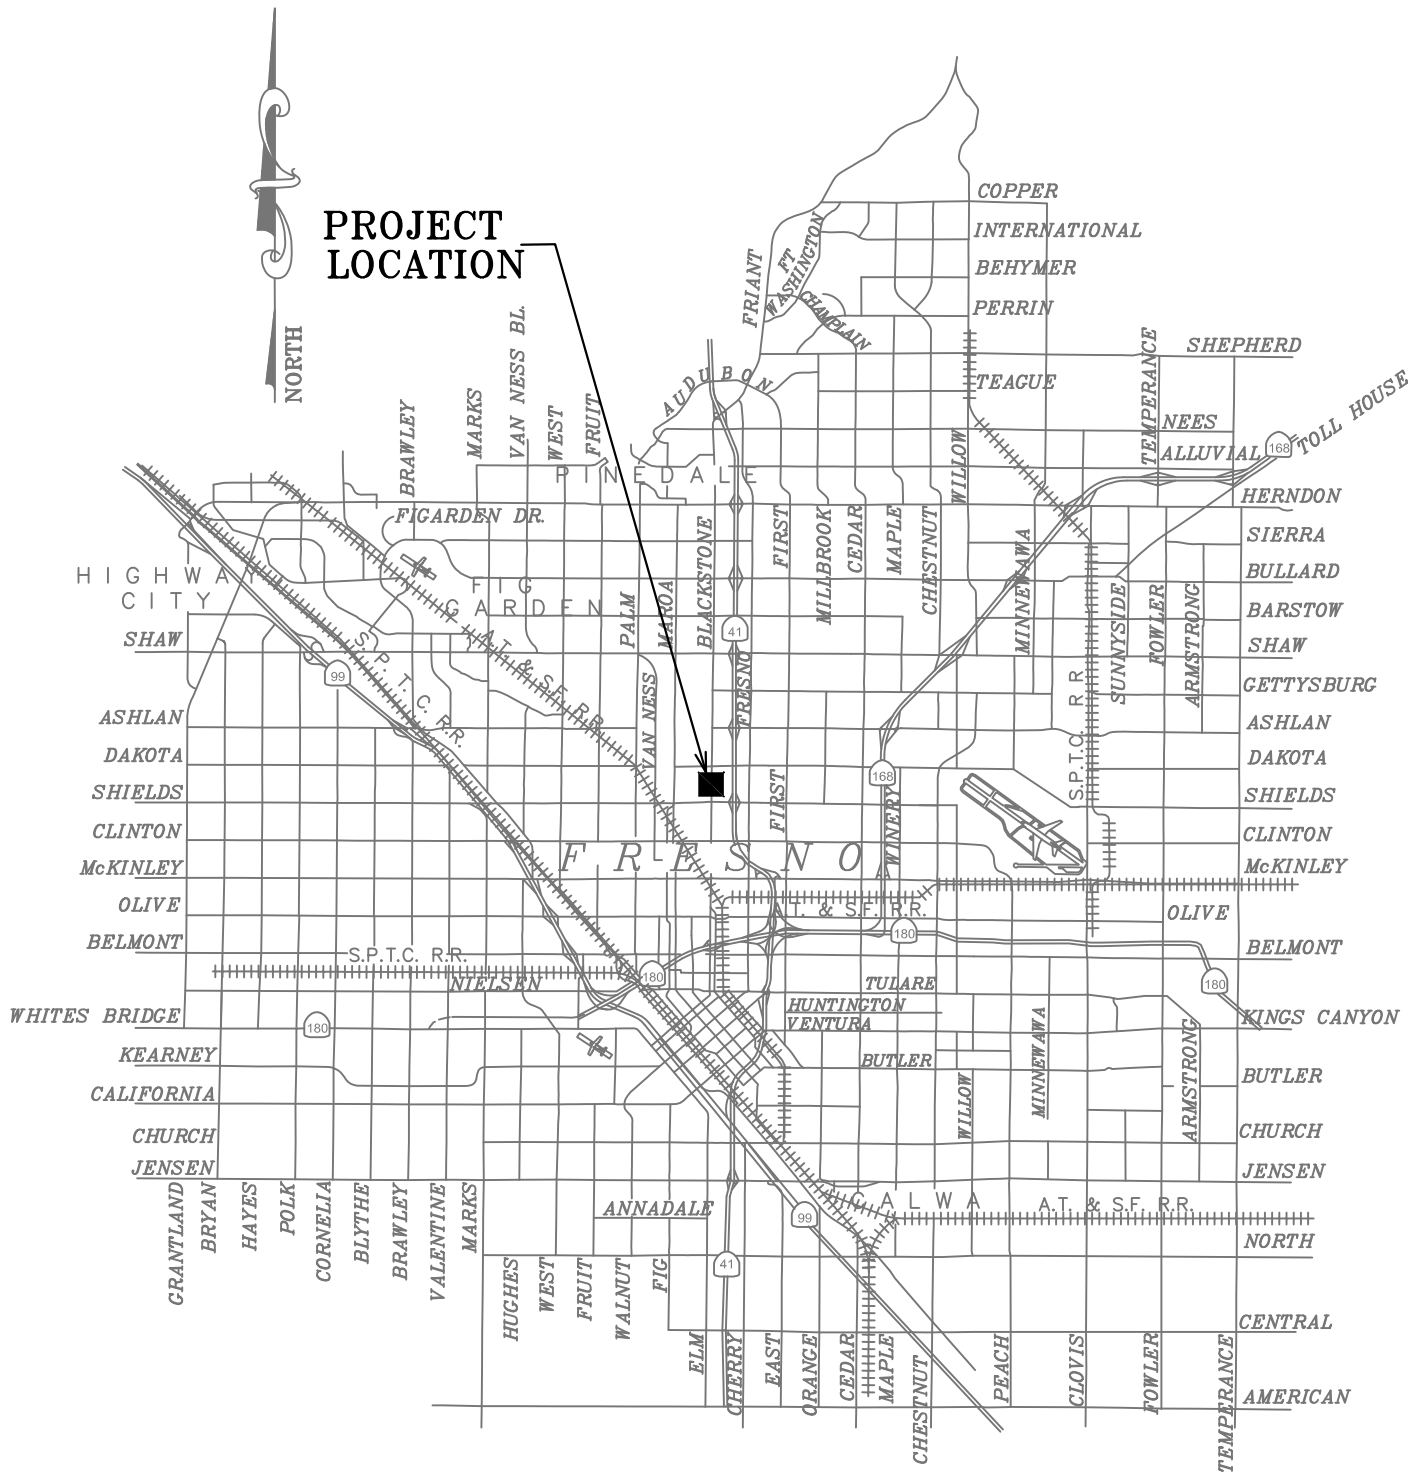 COPPER
PROJECT
LOCATION
INTERNATIONAL
FT
WASHINGTON
FRIANT
BEHYMER
CHAMPLAIN
PERRIN
NORTH
SHEPHERD
TEMPERANCE
AUDUBON
TEAGUE
TOLL HOUSE
BRAWLEY
MARKS
VAN NESS BL.
WEST
FRUIT
NEES
WILLOW
ALLUVIAL
168
PINEDALE
HERNDON
FIGARDEN DR.
BLACKSTONE
FIRST
MILLBROOK
CEDAR
MAPLE
CHESTNUT
MINNEWAWA
SIERRA
HIGHWAY
CITY
FIG
GARDEN
BULLARD
PALM
MAROA
SUNNYSIDE
FOWLER
ARMSTRONG
BARSTOW
41
SHAW
A.T. & S.F. R.R.
SHAW
S. P. T. C. R.R.
99
VAN NESS
FRESNO
S.P.T.C. R R
GETTYSBURG
ASHLAN
ASHLAN
DAKOTA
DAKOTA
168
FIRST
WINERY
SHIELDS
SHIELDS
CLINTON
CLINTON
FRESNO
McKINLEY
McKINLEY
OLIVE
A. T. & S.F. R.R.
OLIVE
180
BELMONT
BELMONT
S.P.T.C. R.R.
NIELSEN
180
TULARE
180
HUNTINGTON
WHITES BRIDGE
180
VENTURA
KINGS CANYON
MINNEWAWA
ARMSTRONG
KEARNEY
BUTLER
BUTLER
WILLOW
CALIFORNIA
CHURCH
CHURCH
JENSEN
JENSEN
GRANTLAND
BRYAN
HAYES
POLK
CORNELIA
BLYTHE
BRAWLEY
VALENTINE
MARKS
ANNADALE
99
CALWA
A.T. & S.F. R.R.
NORTH
HUGHES
WEST
FRUIT
WALNUT
FIG
41
CENTRAL
ELM
CHERRY
EAST
ORANGE
CEDAR
MAPLE
CHESTNUT
PEACH
CLOVIS
FOWLER
TEMPERANCE
AMERICAN